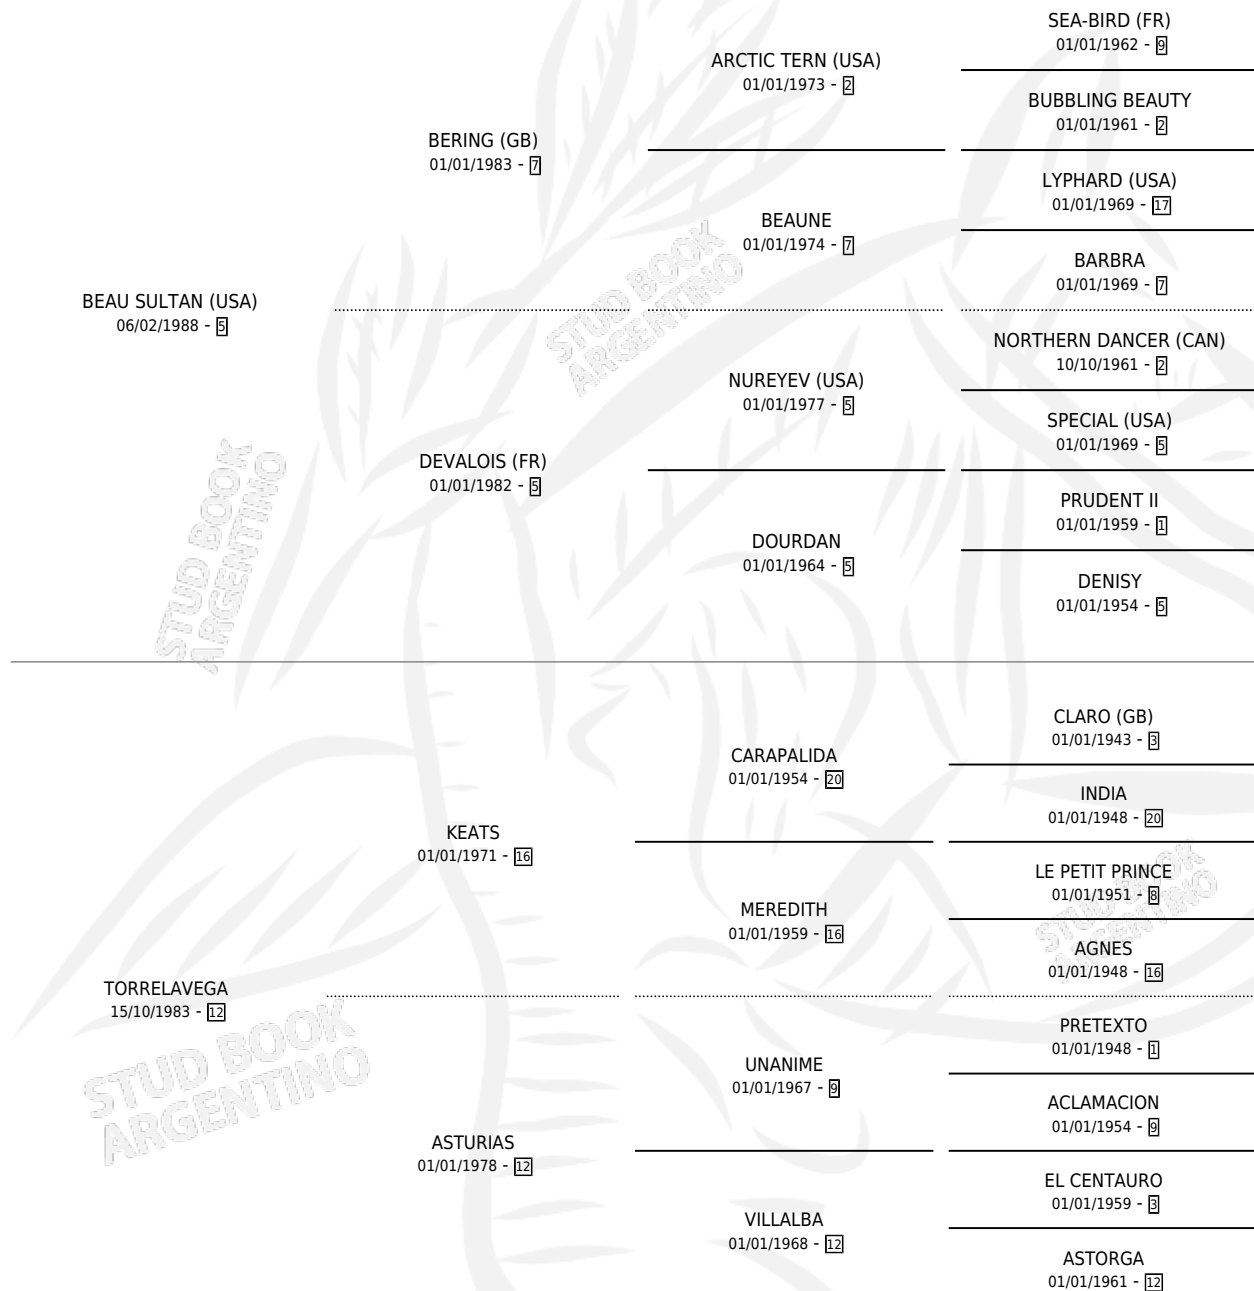 SEA-BIRD (FR)
01/01/1962 - 9
ARCTIC TERN (USA)
01/01/1973 - 2
BUBBLING BEAUTY
01/01/1961 - 2
BERING (GB)
01/01/1983 - 7
LYPHARD (USA)
01/01/1969 - 17
BEAUNE
01/01/1974 - 7
BARBRA
01/01/1969 - 7
BEAU SULTAN (USA)
06/02/1988 - 5
NORTHERN DANCER (CAN)
10/10/1961 - 2
NUREYEV (USA)
01/01/1977 - 5
SPECIAL (USA)
01/01/1969 - 5
DEVALOIS (FR)
01/01/1982 - 5
PRUDENT II
01/01/1959 - 1
DOURDAN
01/01/1964 - 5
DENISY
01/01/1954 - 5
CLARO (GB)
01/01/1943 - 3
CARAPALIDA
01/01/1954 - 20
INDIA
01/01/1948 - 20
KEATS
01/01/1971 - 16
LE PETIT PRINCE
01/01/1951 - 8
MEREDITH
01/01/1959 - 16
AGNES
01/01/1948 - 16
TORRELAVEGA
15/10/1983 - 12
PRETEXTO
01/01/1948 - 1
UNANIME
01/01/1967 - 9
ACLAMACION
01/01/1954 - 9
ASTURIAS
01/01/1978 - 12
EL CENTAURO
01/01/1959 - 3
VILLALBA
01/01/1968 - 12
ASTORGA
01/01/1961 - 12
STUD BOOK
ARGENTINO
STUD BOOK
ARGENTINO
STUD BOOK
ARGENTINO
STUD BOOK
ARGENTINO